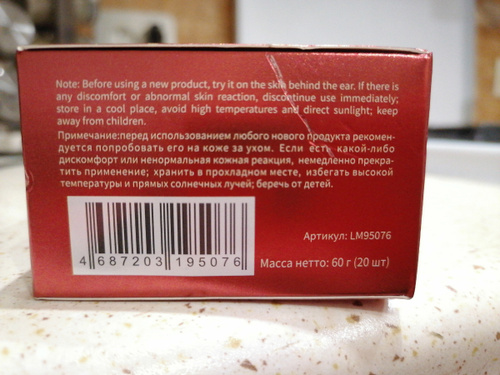 Note: Before using a new product, try it on the skin behind the ear. If there is
any discomfort or abnormal skin reaction, discontinue use immediately;
store in a cool place, avoid high temperatures and direct sunlight; keep
away from children.
Примечание:перед использованием любого нового продукта рекомен-
дуется попробовать его на коже за ухом. Если есть какой-либо
дискомфорт или ненормальная кожная реакция, немедленно прекра-
тить применение; хранить в прохладном месте, избегать высокой
температуры и прямых солнечных лучей; беречь от детей.
Артикул: LM95076
4 687203 195076
Масса нетто: 60 г (20 шт)